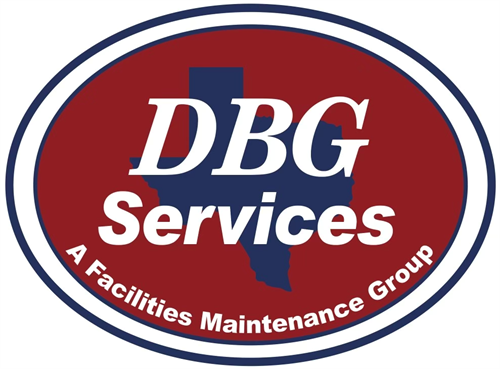 DBG
Services
A Facilities Maintenance Group